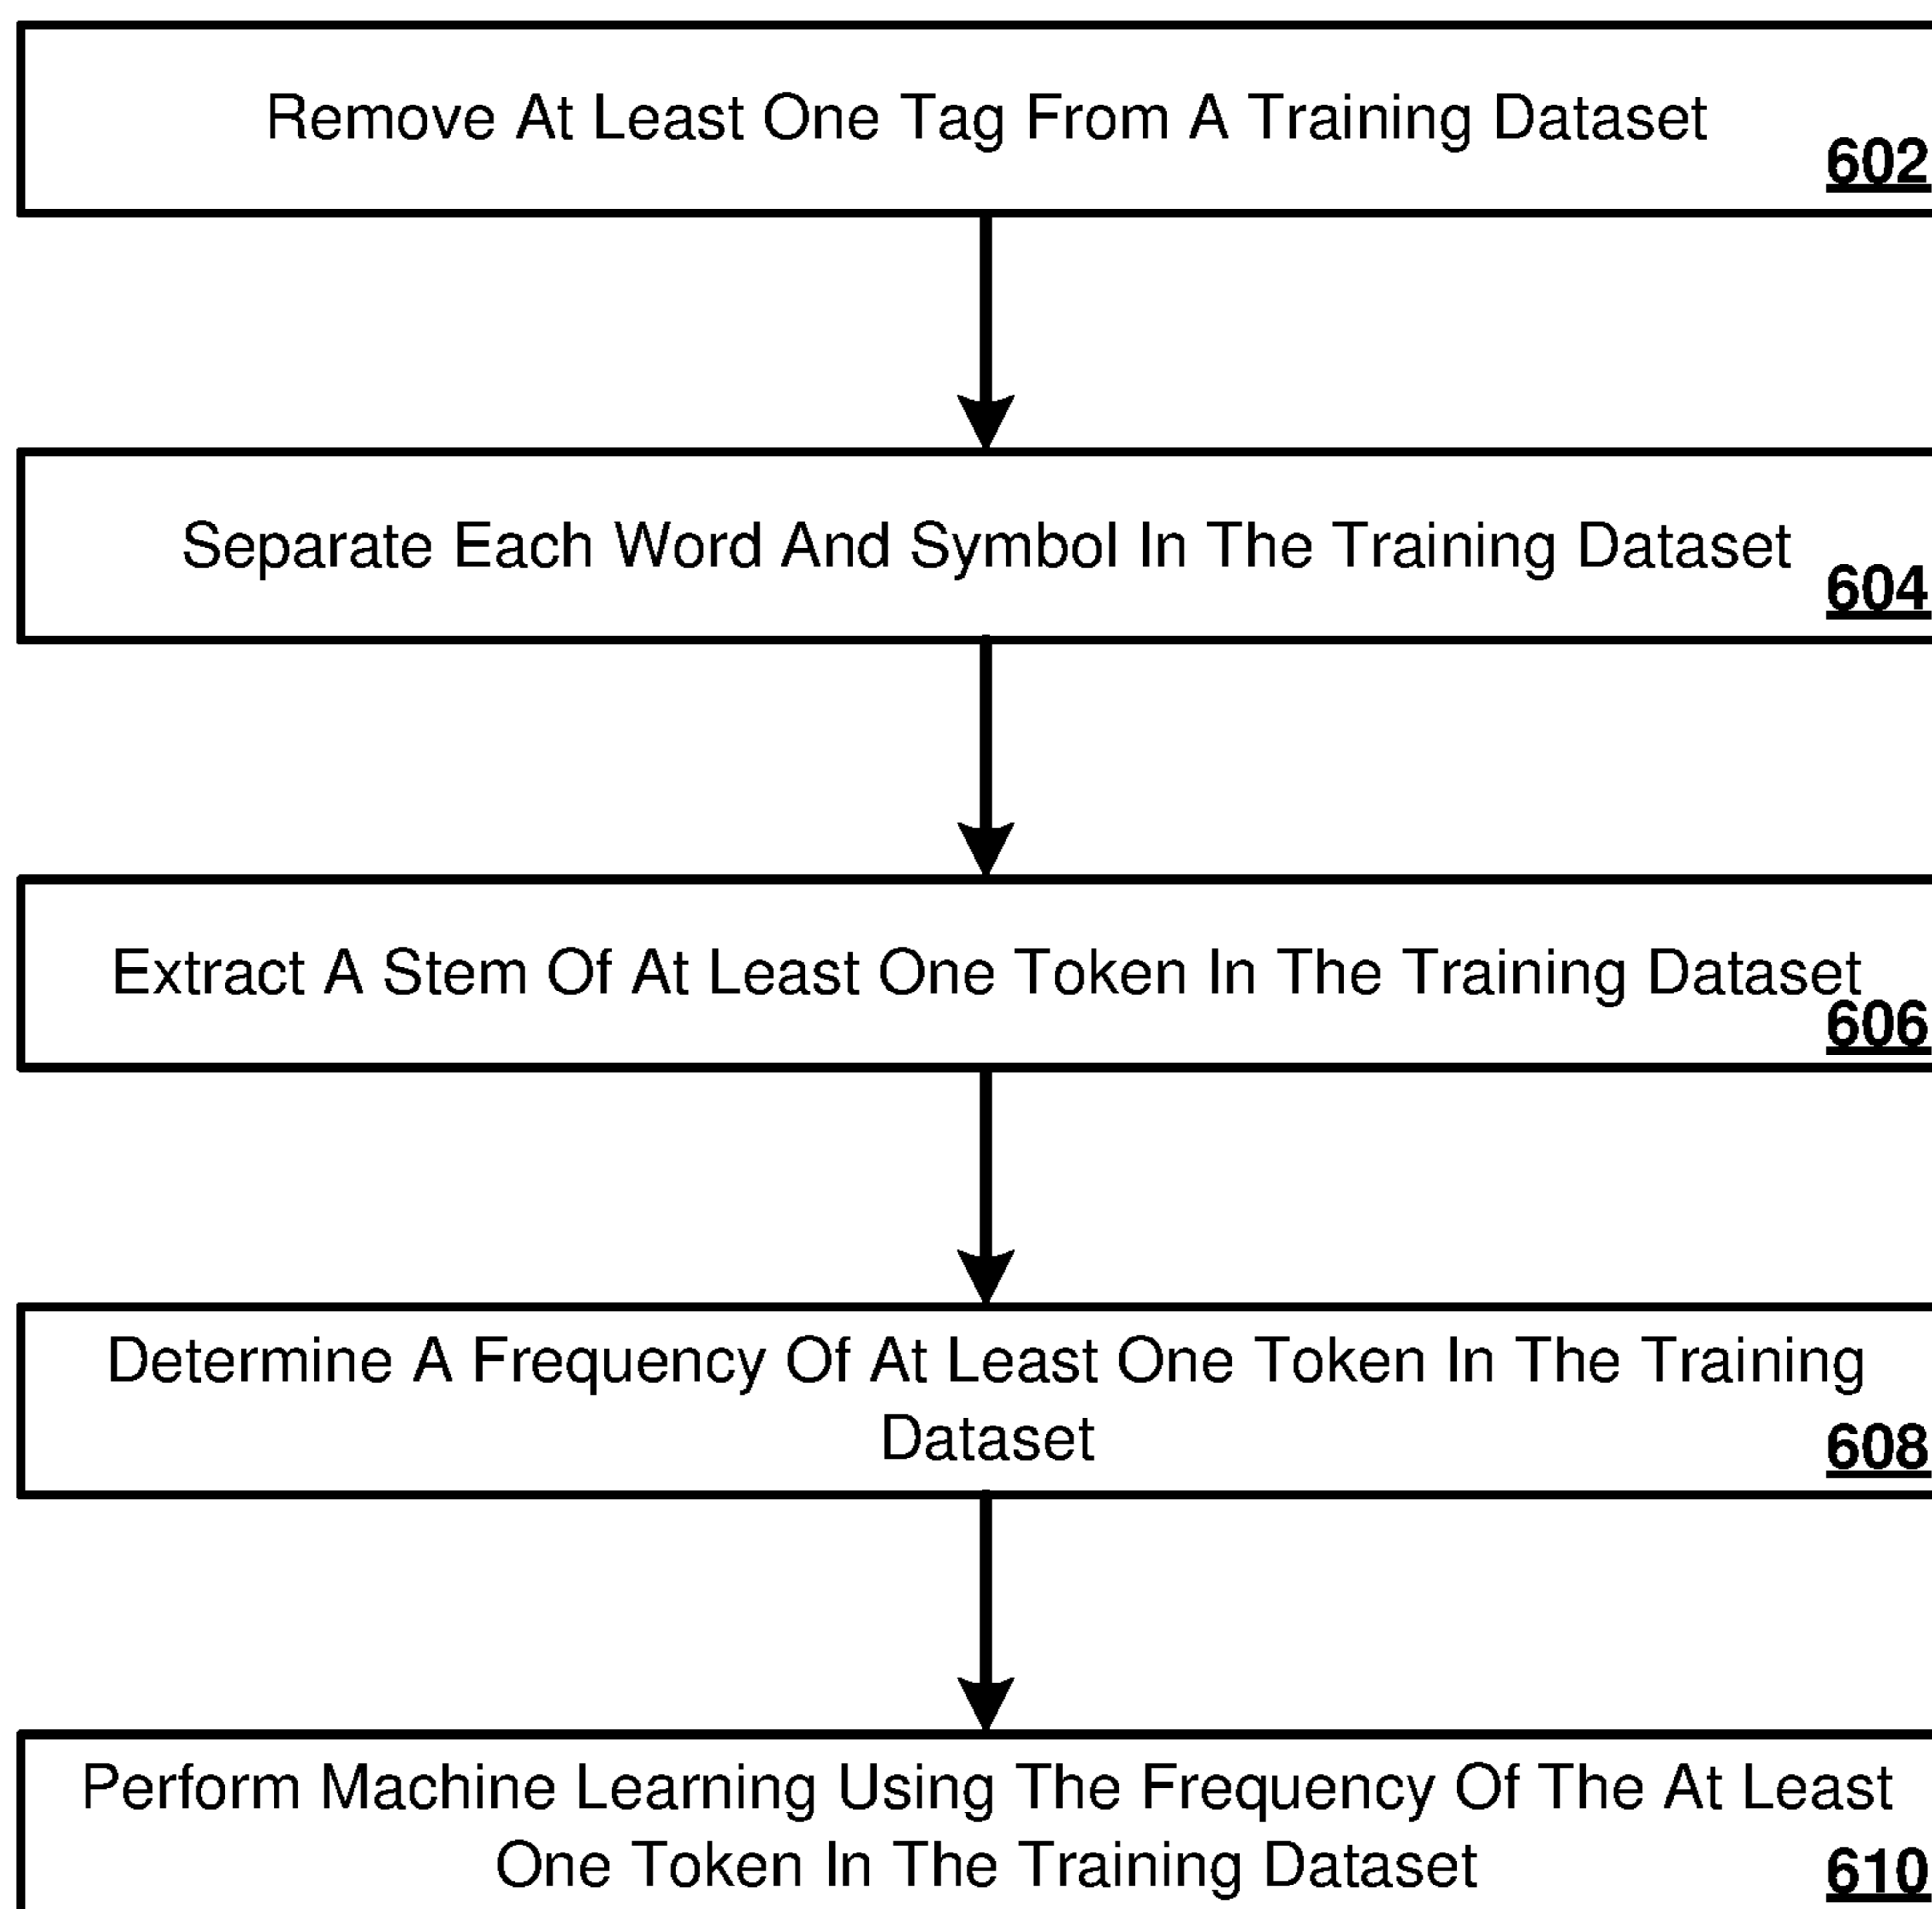 Remove At Least One Tag From A Training Dataset
602
Separate Each Word And Symbol In The Training Dataset
604
Extract A Stem Of At Least One Token In The Training Dataset
606
Determine A Frequency Of At Least One Token In The Training
Dataset
608
Perform Machine Learning Using The Frequency Of The At Least
One Token In The Training Dataset
610